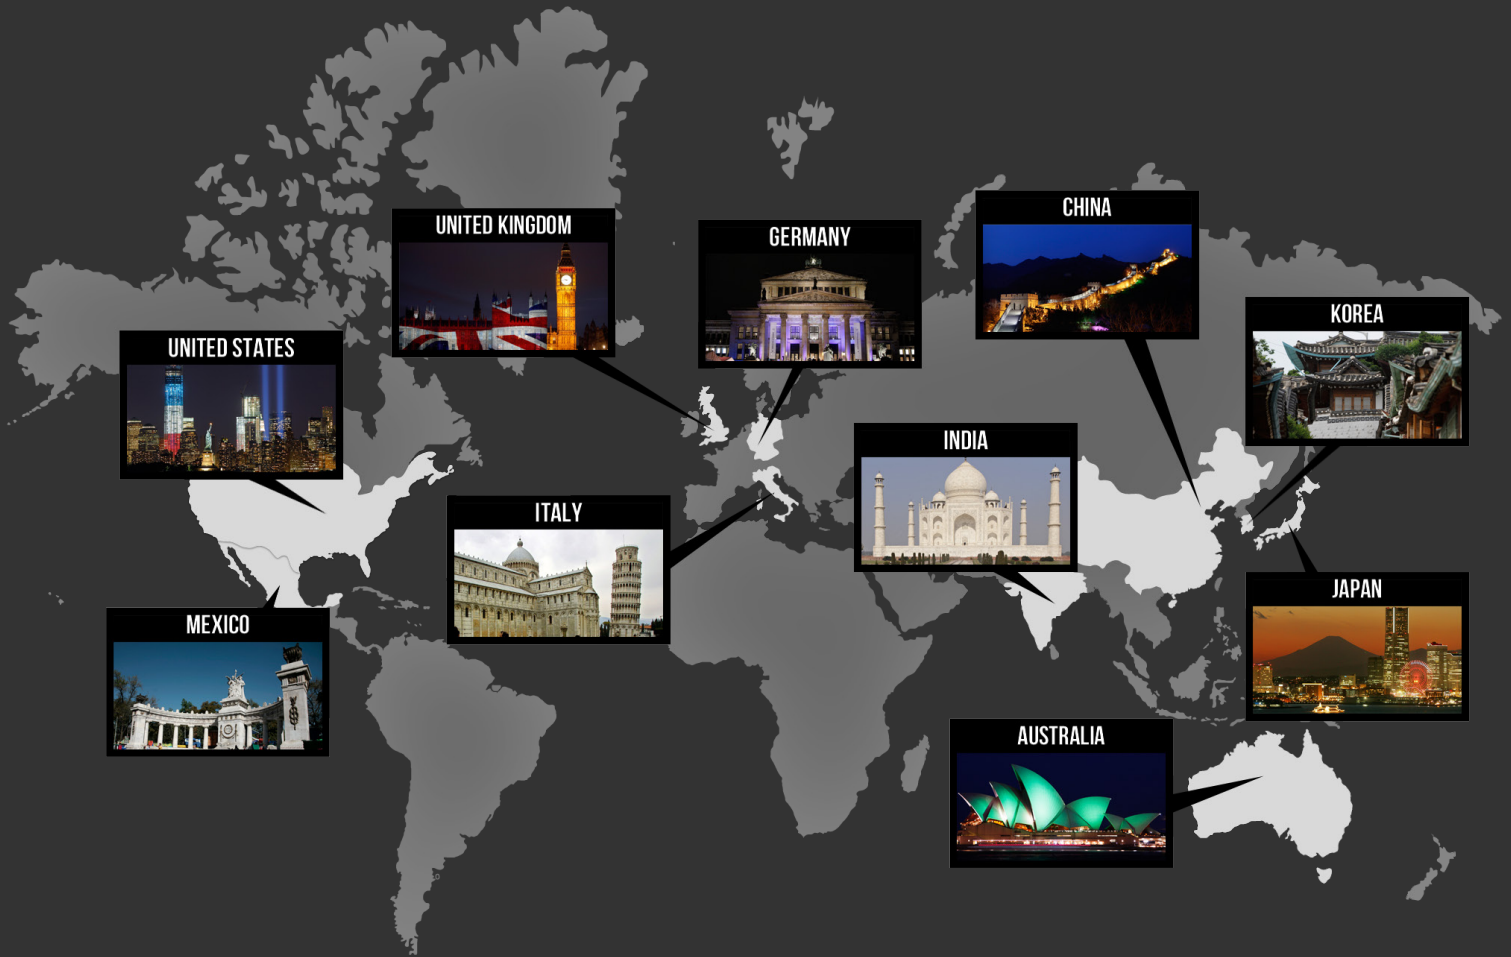 CHINA
UNITED KINGDOM
GERMANY
KOREA
UNITED STATES
INDIA
ITALY
JAPAN
MEXICO
AUSTRALIA